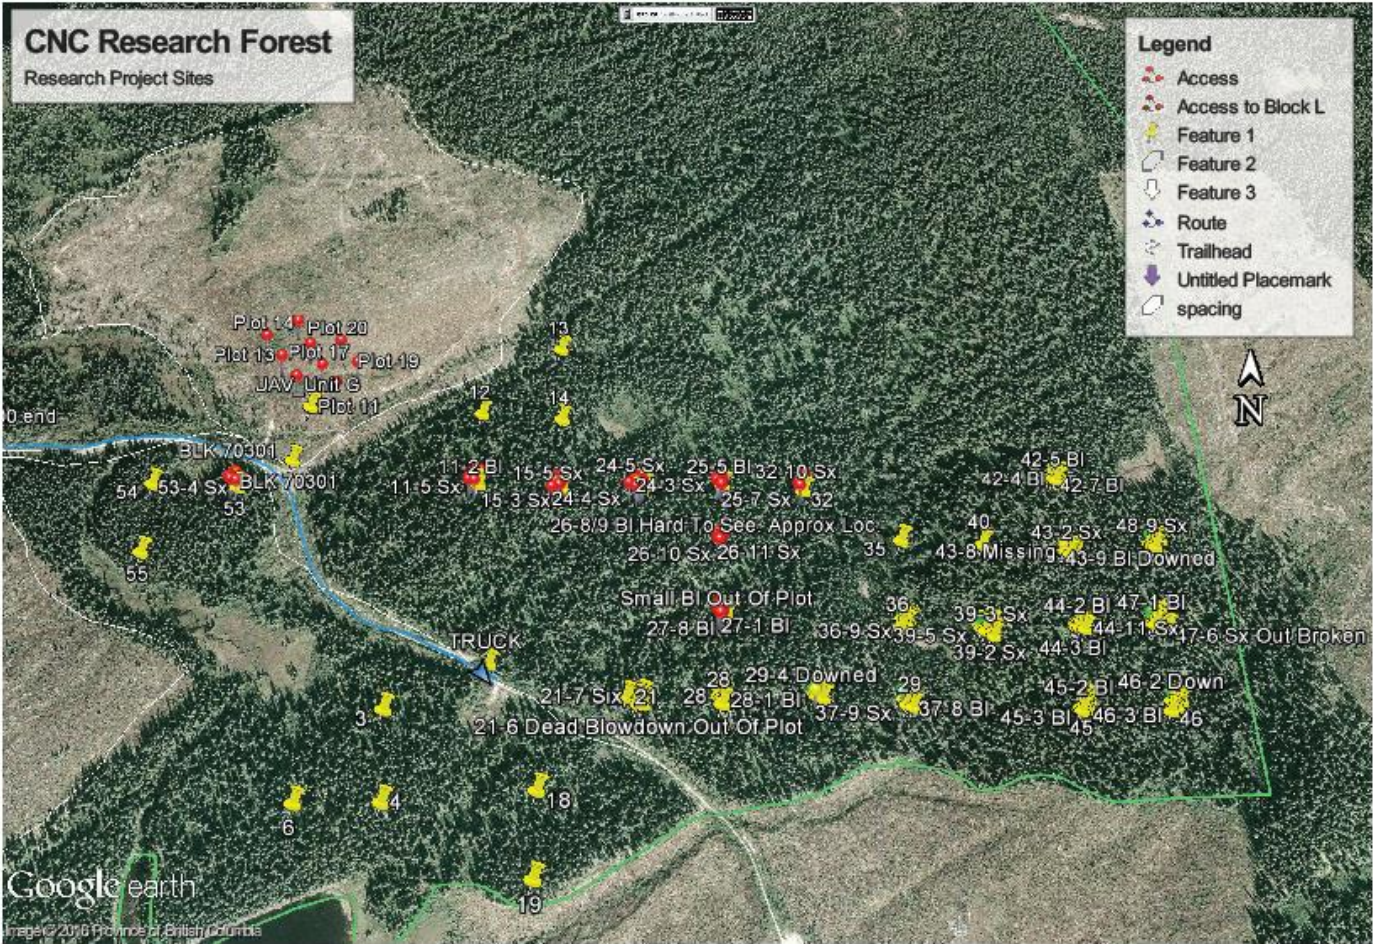 CNC Research Forest
Research Project Sites
Legend
Access
Access to Block L
Feature 1
Feature 2
Feature 3
Route
Trailhead
Untitled Placemark
spacing
N
13
Plot 14 Plot 20
Plot 13 Plot 17 Plot 19
UAV Unit G
Plot 11
12
14
0 end
BLK 70301
54 53-4 Sx BLK 70301
53
55
11-2 Bl
11-5 Sx
15-5 Sx
15-3 Sx
24-5 Sx
24-4 Sx
24-3 Sx
25-5 Bl
25-7 Sx
32-10 Sx
32
42-5 Bl
42-4 Bl
42-7 Bl
26-8/9 Bl Hard To See. Approx Loc.
26-10 Sx 26-11 Sx
35
40
43-8 Missing
43-2 Sx
43-9 Bl Downed
48-9 Sx
Small Bl Out Of Plot
27-8 Bl 27-1 Bl
36
36-9 Sx
39-3 Sx
39-5 Sx
39-2 Sx
44-2 Bl
44-11 Sx
44-3 Bl
47-1 Bl
47-6 Sx Out Broken
TRUCK
21-7 Six 21
21-6 Dead Blowdown Out Of Plot
28
28-1 Bl
29-4 Downed
29
37-9 Sx
37-8 Bl
45-2 Bl
45-3 Bl
45
46-2 Down
46-3 Bl
46
3
4
6
18
19
Google earth
Image © 2016 Province of British Columbia